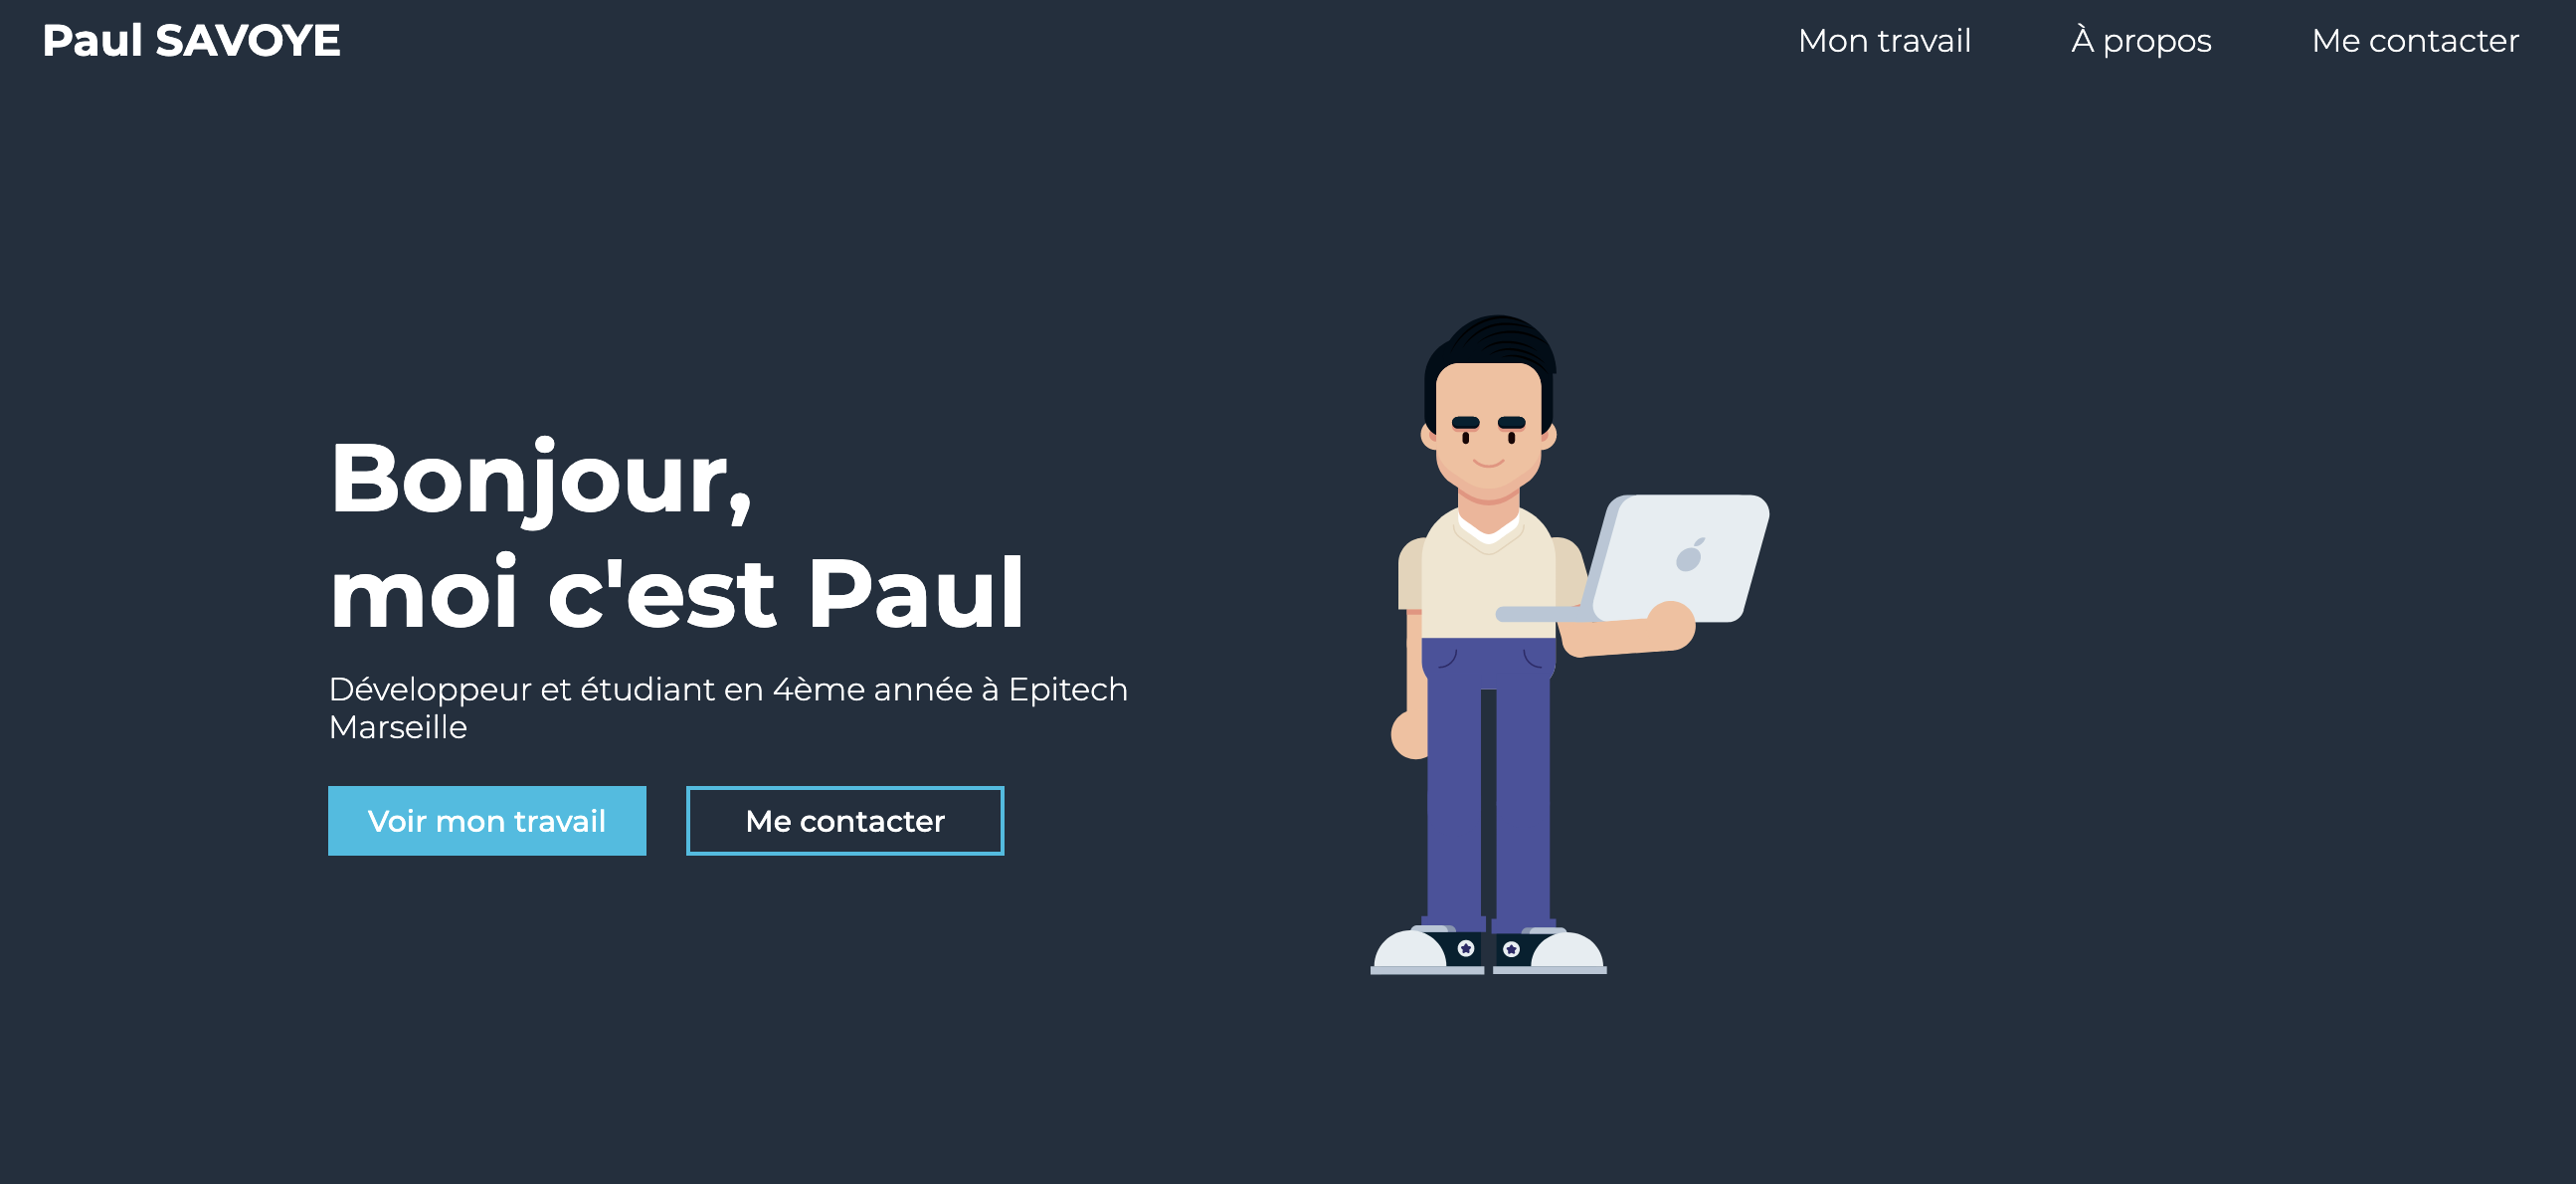 Paul SAVOYE
Mon travail
À propos
Me contacter
Bonjour,
moi c'est Paul
Développeur et étudiant en 4ème année à Epitech
Marseille
Voir mon travail
Me contacter